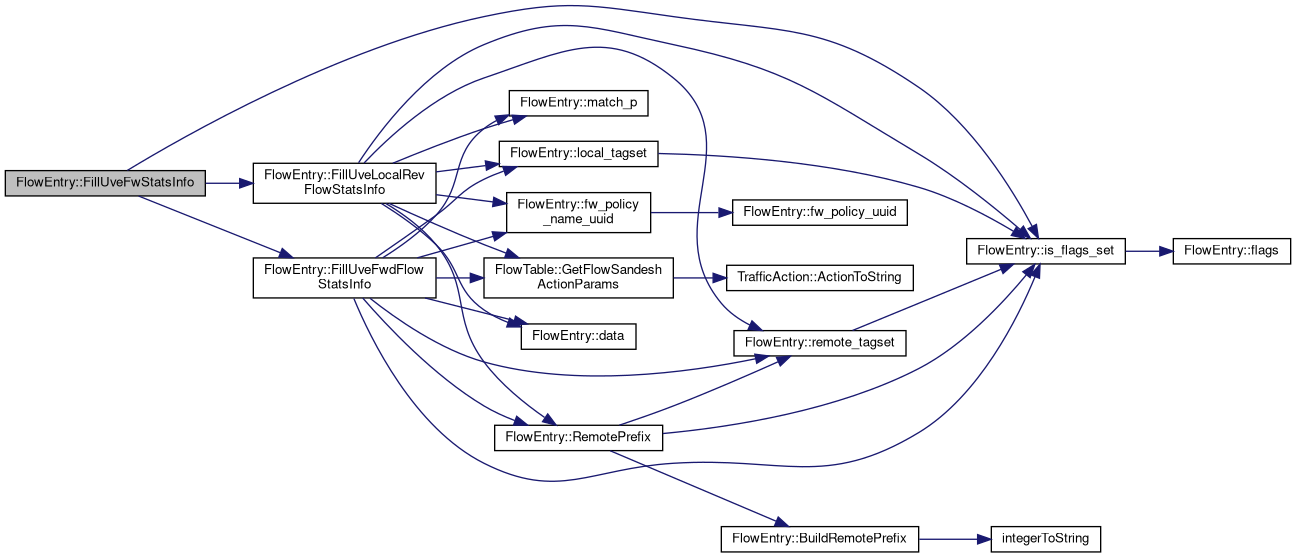 FlowEntry::FillUveFwStatsInfo
FlowEntry::FillUveLocalRev
FlowStatsInfo
FlowEntry::FillUveFwdFlow
StatsInfo
FlowEntry::match_p
FlowEntry::local_tagset
FlowEntry::fw_policy
_name_uuid
FlowTable::GetFlowSandesh
ActionParams
FlowEntry::data
FlowEntry::RemotePrefix
FlowEntry::fw_policy_uuid
TrafficAction::ActionToString
FlowEntry::remote_tagset
FlowEntry::BuildRemotePrefix
FlowEntry::is_flags_set
integerToString
FlowEntry::flags